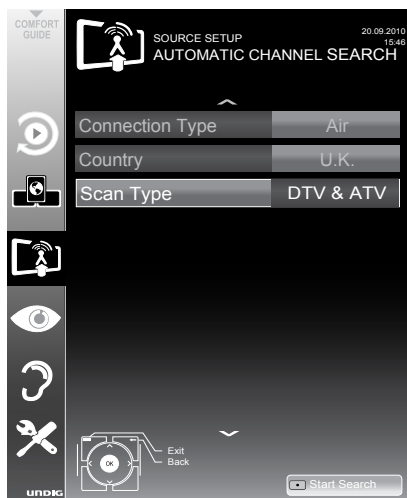 COMFORT
GUIDE
SOURCE SETUP
20.09.2010
15:46
AUTOMATIC CHANNEL SEARCH
Connection Type Air
Country U.K.
Scan Type DTV & ATV
OK
Exit
Back
Start Search
UNDIG